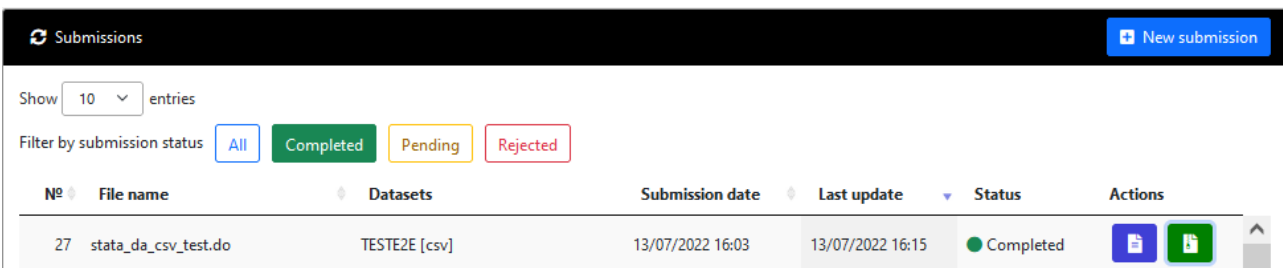 Submissions New submission
Show 10 entries
Filter by submission status All Completed Pending Rejected
Nº File name Datasets Submission date Last update Status Actions
27 stata_da_csv_test.do TESTE2E [csv] 13/07/2022 16:03 13/07/2022 16:15 Completed